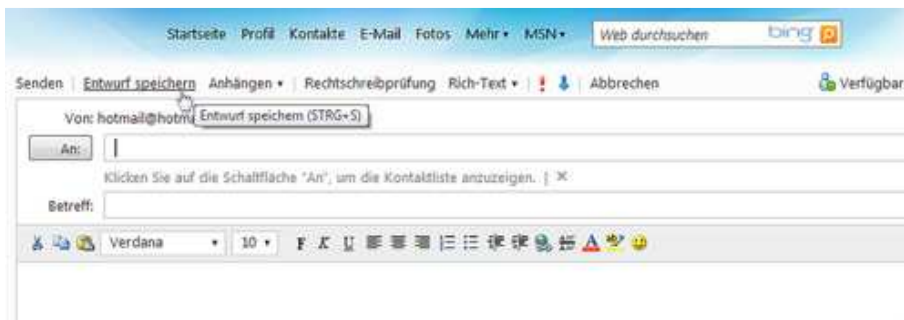 Startseite Profil Kontakte E-Mail Fotos Mehr MSN Web durchsuchen bing
Senden | Entwurf speichern Anhängen | Rechtschreibprüfung Rich-Text | Abbrechen Verfügbar
Von: hotmail@hotma Entwurf speichern (STRG+S)
An:
Klicken Sie auf die Schaltfläche "An", um die Kontaktliste anzuzeigen. | ×
Betreff:
Verdana 10 F K U A